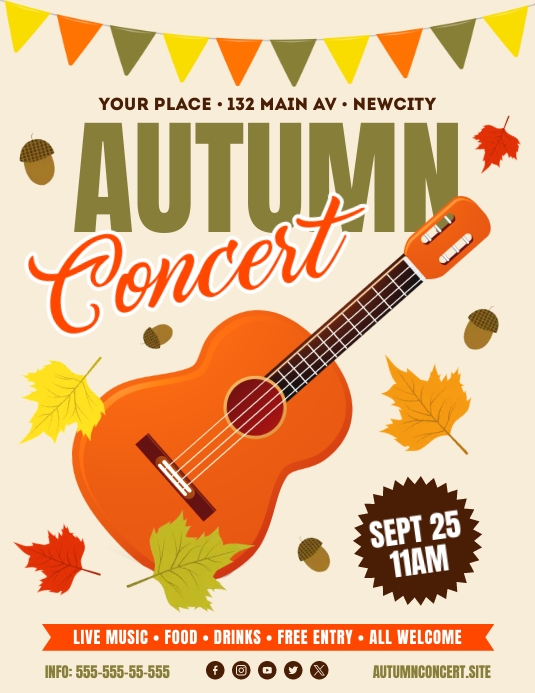 YOUR PLACE • 132 MAIN AV • NEWCITY
AUTUMN
Concert
SEPT 25
11AM
LIVE MUSIC • FOOD • DRINKS • FREE ENTRY • ALL WELCOME
INFO: 555-555-55-555
AUTUMNCONCERT.SITE